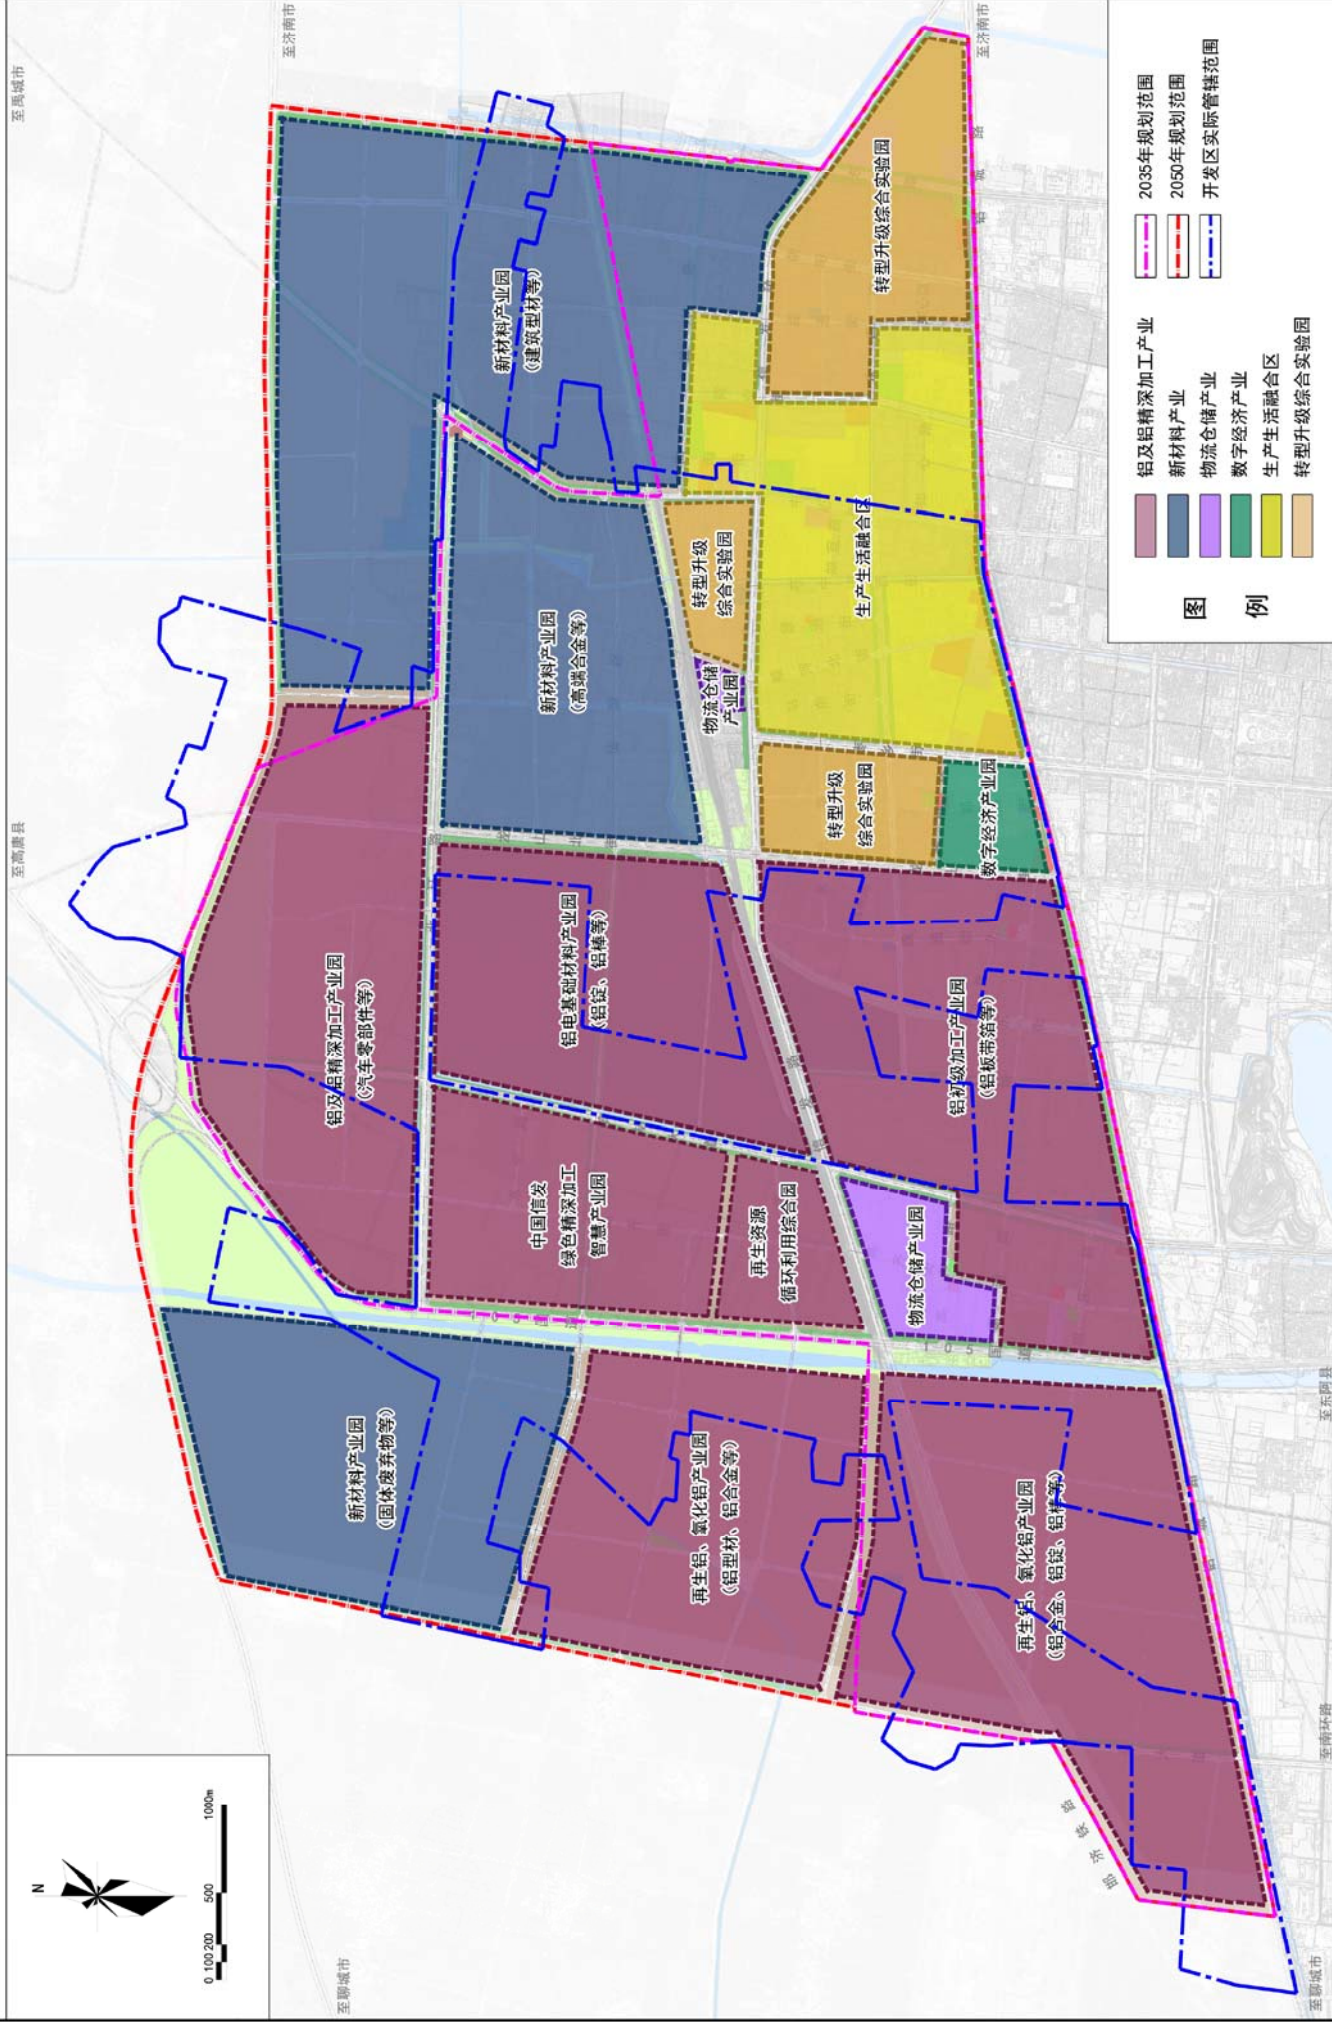 至禹城市
至济南市
至高唐县
至聊城市
N
0 100 200 500 1000m
新材料产业园
(建筑型材等)
新材料产业园
(高端合金等)
铝及铝精深加工产业园
(汽车零部件等)
铝电基础材料产业园
(铝锭、铝棒等)
中国信发
绿色精深加工
智慧产业园
再生资源
循环利用综合园
新材料产业园
(固体废弃物等)
再生铝、氧化铝产业园
(铝型材、铝合金等)
再生铝、氧化铝产业园
(铝合金、铝锭、铝棒等)
铝初级加工产业园
(铝板带箔等)
物流仓储产业园
物流仓储
产业园
转型升级
综合实验园
转型升级
综合实验园
转型升级综合实验园
生产生活融合区
数字经济产业园
105国道
105国道
邯济铁路
至济南市
至东阿县
至南环路
至聊城市
图例
铝及铝精深加工产业
新材料产业
物流仓储产业
数字经济产业
生产生活融合区
转型升级综合实验园
2035年规划范围
2050年规划范围
开发区实际管辖范围